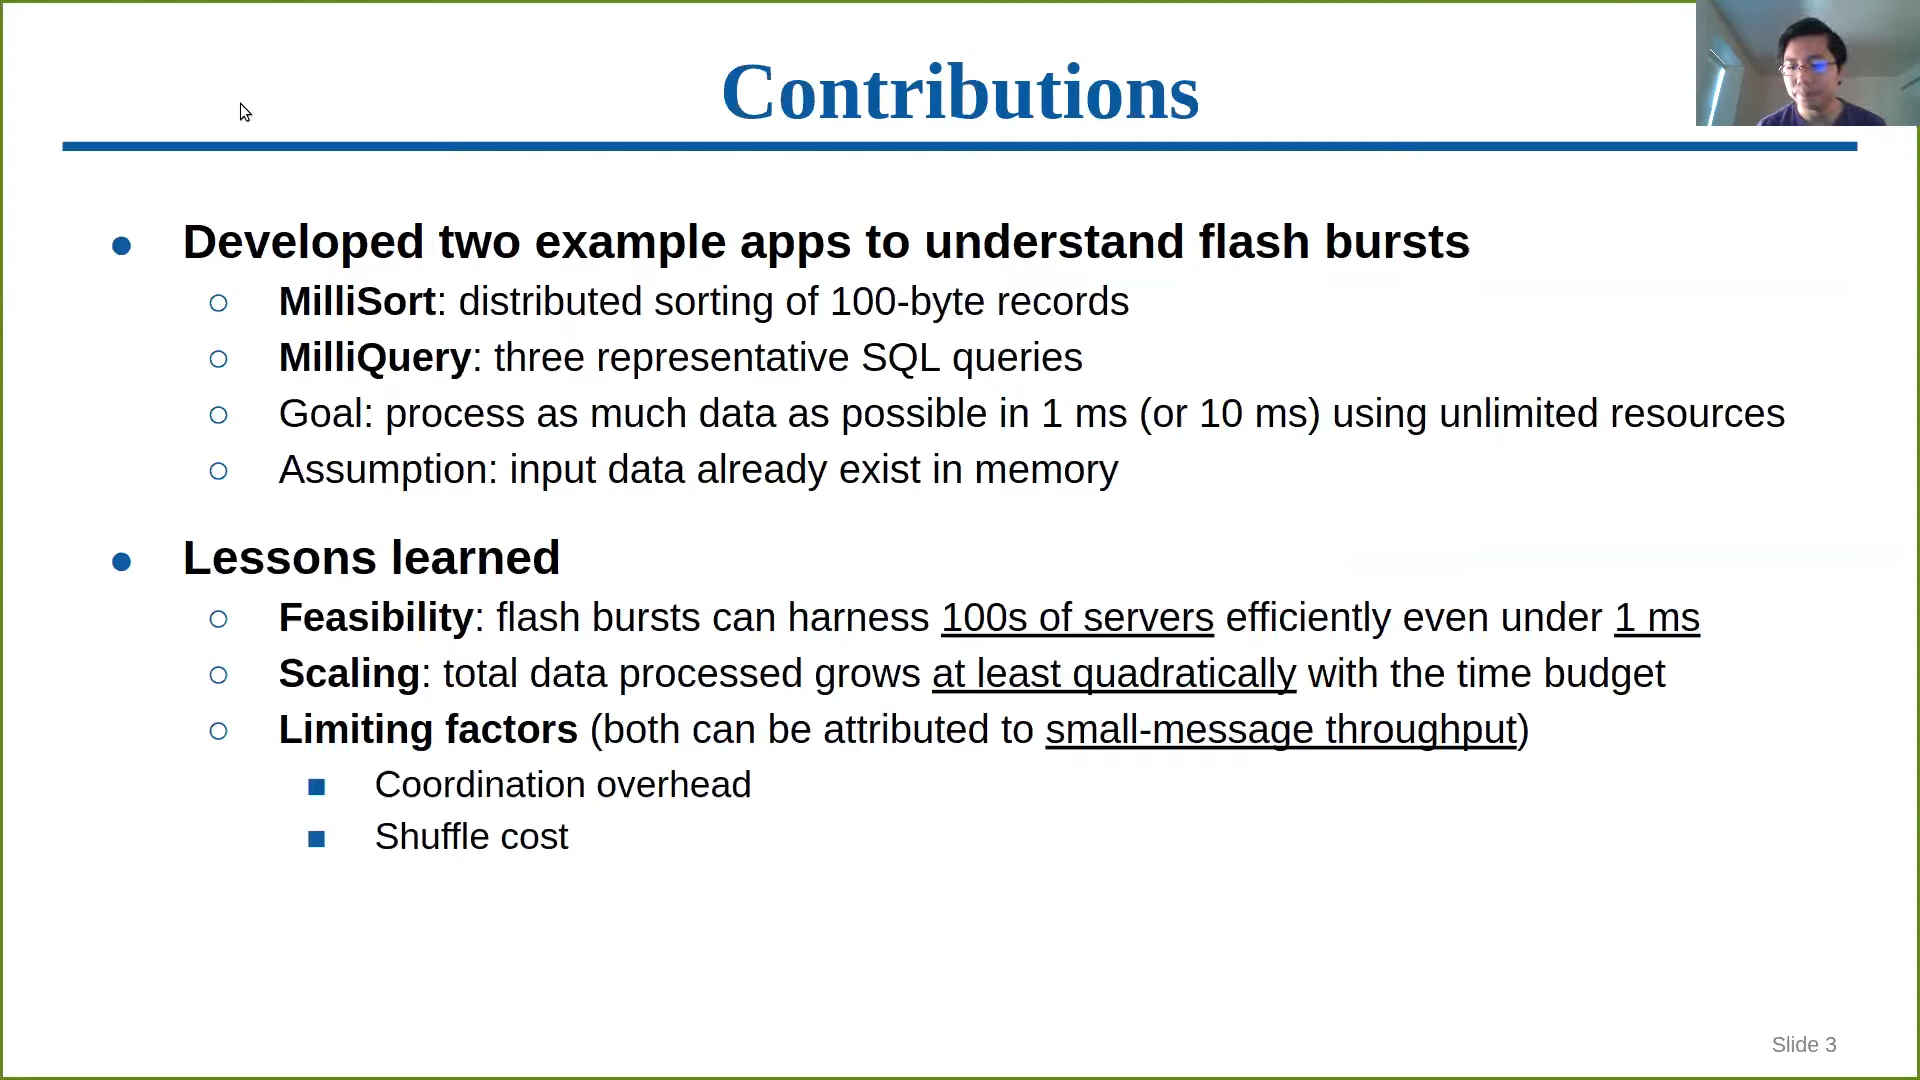 Contributions
● Developed two example apps to understand flash bursts
○ MilliSort: distributed sorting of 100-byte records
○ MilliQuery: three representative SQL queries
○ Goal: process as much data as possible in 1 ms (or 10 ms) using unlimited resources
○ Assumption: input data already exist in memory
● Lessons learned
○ Feasibility: flash bursts can harness 100s of servers efficiently even under 1 ms
○ Scaling: total data processed grows at least quadratically with the time budget
○ Limiting factors (both can be attributed to small-message throughput)
■ Coordination overhead
■ Shuffle cost
Slide 3